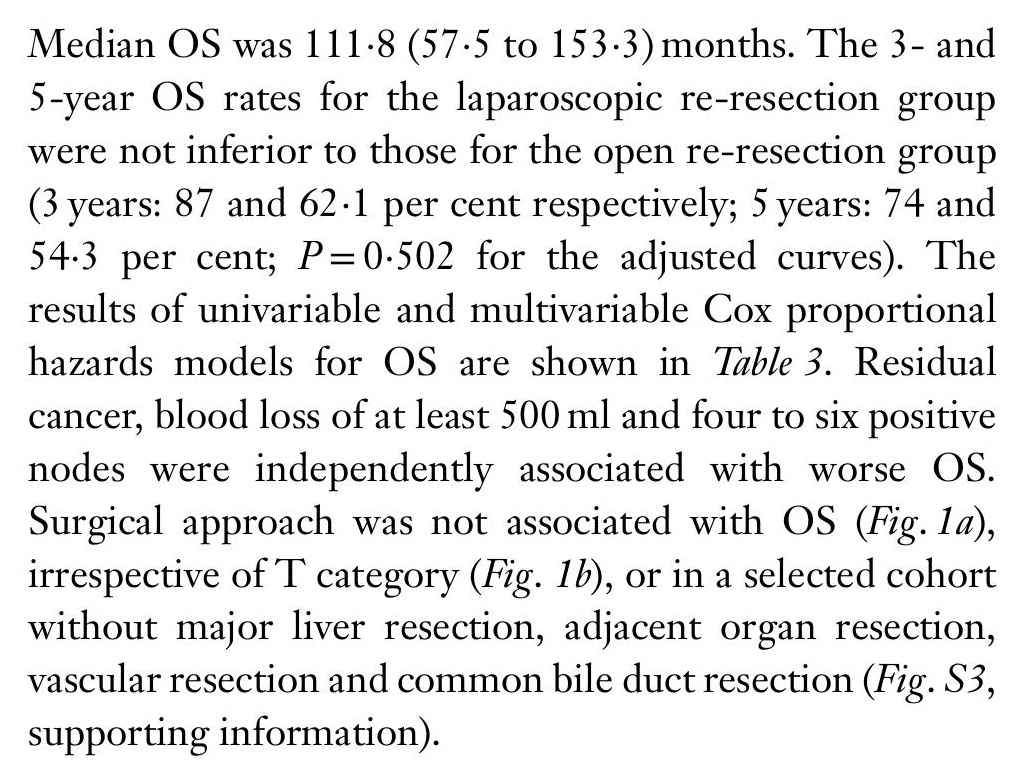 Median OS was 111·8 (57·5 to 153·3) months. The 3- and
5-year OS rates for the laparoscopic re-resection group
were not inferior to those for the open re-resection group
(3 years: 87 and 62·1 per cent respectively; 5 years: 74 and
54·3 per cent; P = 0·502 for the adjusted curves). The
results of univariable and multivariable Cox proportional
hazards models for OS are shown in Table 3. Residual
cancer, blood loss of at least 500 ml and four to six positive
nodes were independently associated with worse OS.
Surgical approach was not associated with OS (Fig. 1a),
irrespective of T category (Fig. 1b), or in a selected cohort
without major liver resection, adjacent organ resection,
vascular resection and common bile duct resection (Fig. S3,
supporting information).